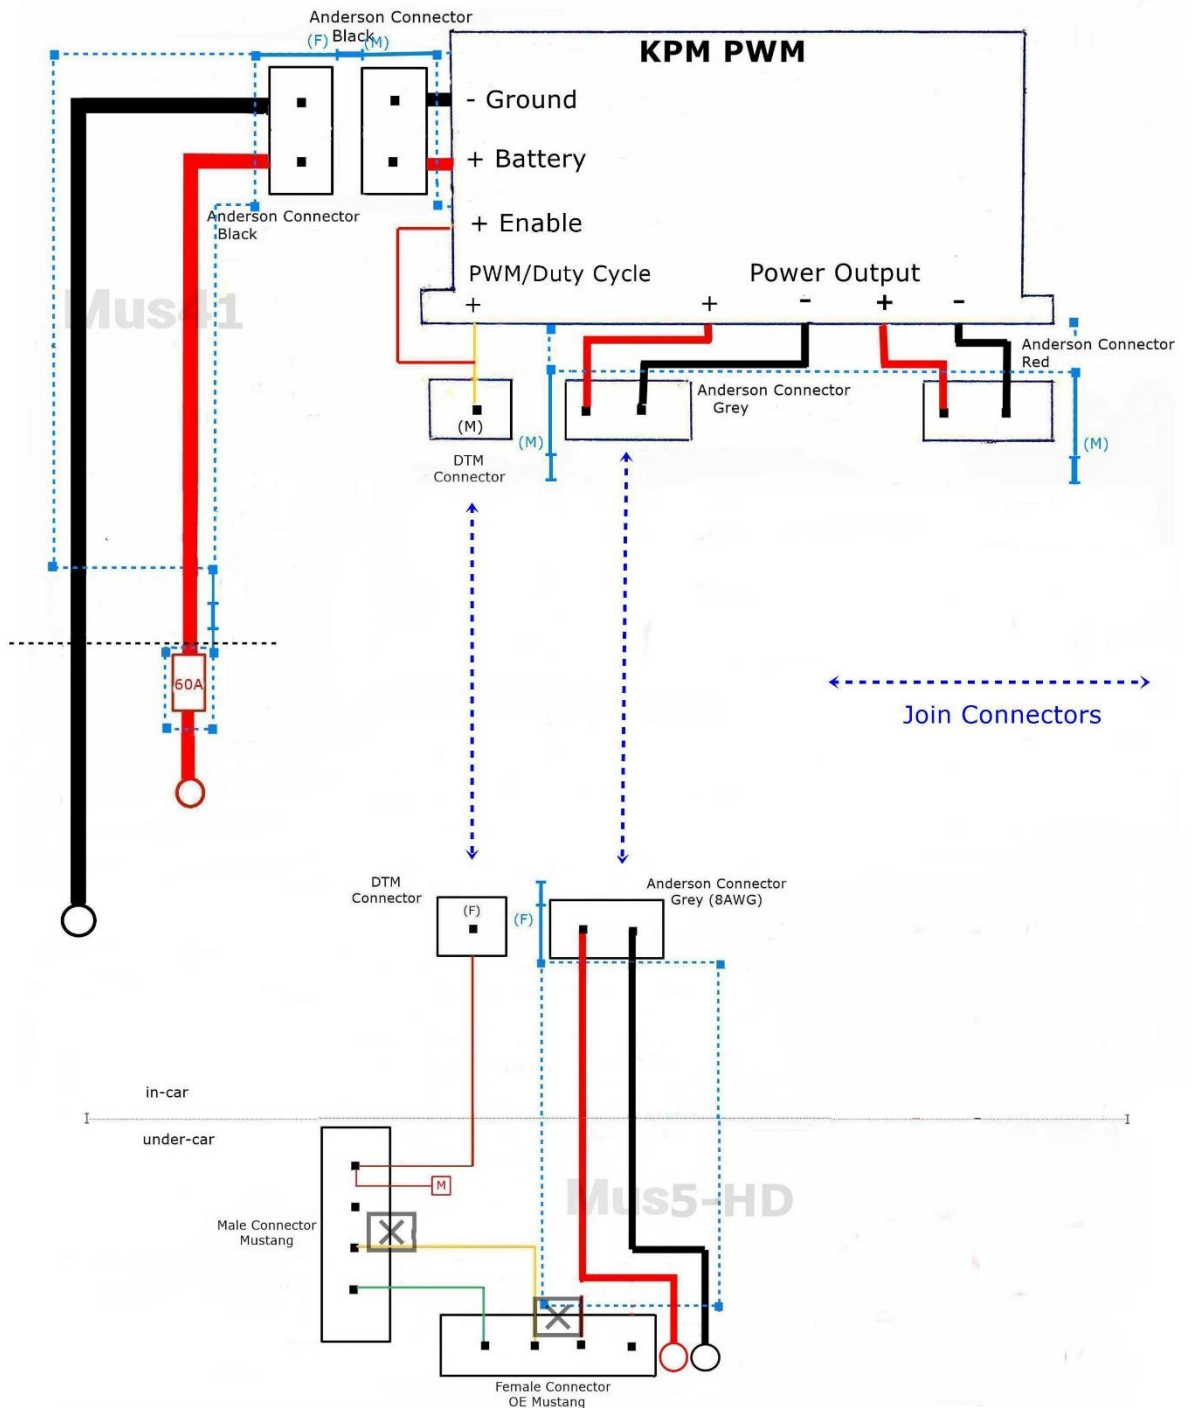 Anderson Connector
Black
(F)
(M)
KPM PWM
- Ground
+ Battery
Anderson Connector
Black
+ Enable
PWM/Duty Cycle
Power Output
+
+
-
+
-
Mus41
Anderson Connector
Red
Anderson Connector
Grey
(M)
(M)
(M)
DTM
Connector
60A
Join Connectors
DTM
Connector
(F)
(F)
Anderson Connector
Grey (8AWG)
in-car
under-car
M
Mus5-HD
Male Connector
Mustang
Female Connector
OE Mustang